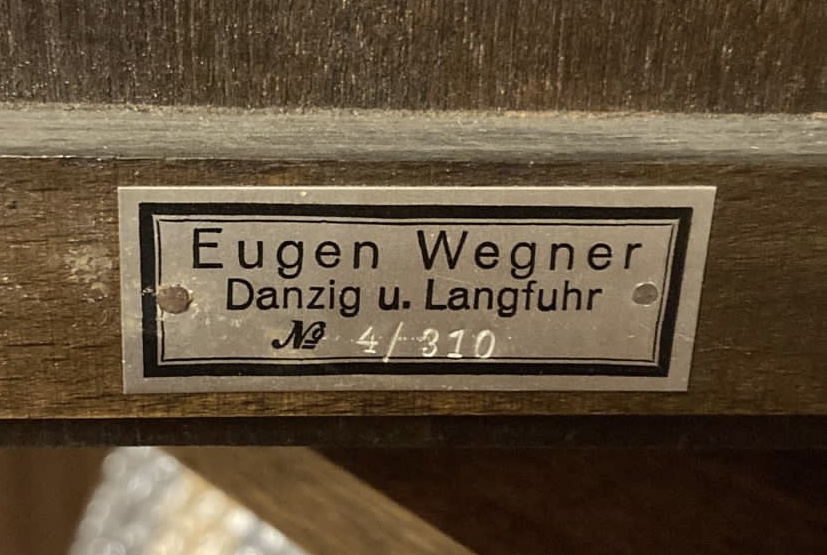 Eugen Wegner
Danzig u. Langfuhr
№ 4/310